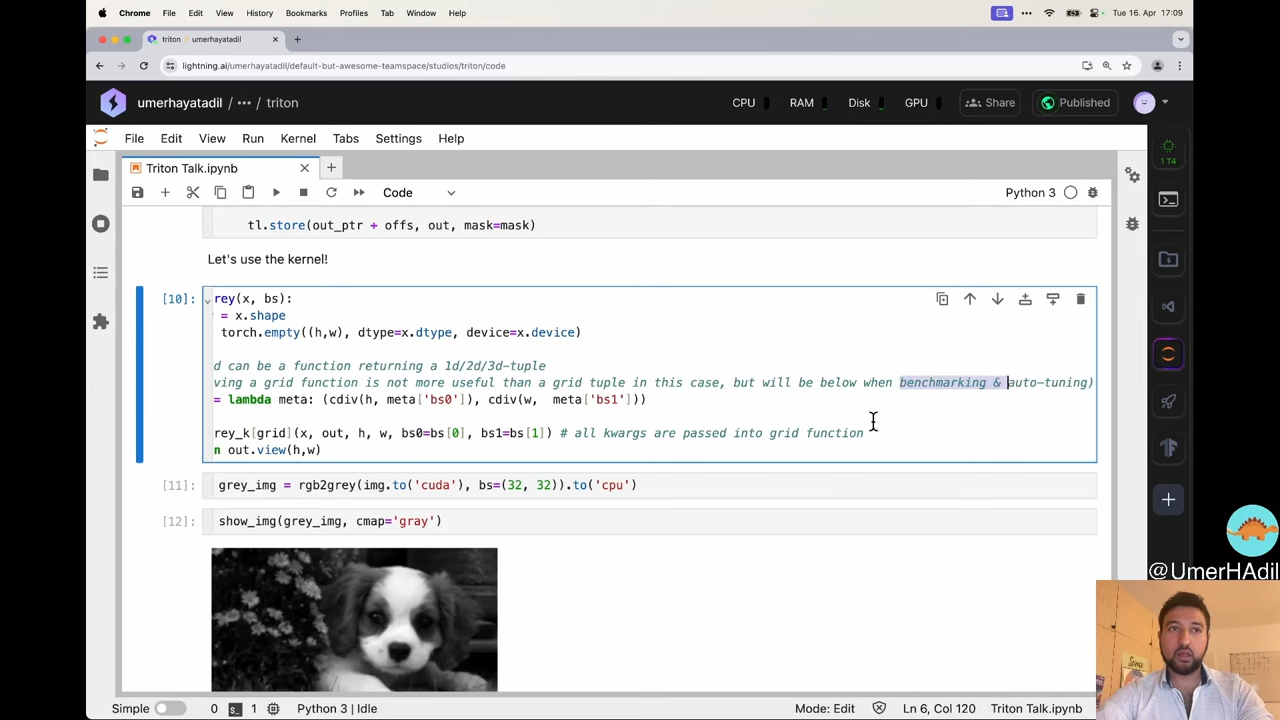 Chrome File Edit View History Bookmarks Profiles Tab Window Help
Tue 16. Apr 17:09
triton umerhayatadil
lightning.ai/umerhayatadil/default-but-awesome-teamspace/studios/triton/code
umerhayatadil / ••• / triton
CPU RAM Disk GPU Share Published
File Edit View Run Kernel Tabs Settings Help
1 T4
Triton Talk.ipynb
Code
Python 3
tl.store(out_ptr + offs, out, mask=mask)
Let's use the kernel!
[10]:
rey(x, bs):
= x.shape
torch.empty((h,w), dtype=x.dtype, device=x.device)
d can be a function returning a 1d/2d/3d-tuple
ving a grid function is not more useful than a grid tuple in this case, but will be below when benchmarking & auto-tuning)
= lambda meta: (cdiv(h, meta['bs0']), cdiv(w,  meta['bs1']))
rey_k[grid](x, out, h, w, bs0=bs[0], bs1=bs[1]) # all kwargs are passed into grid function
n out.view(h,w)
[11]: grey_img = rgb2grey(img.to('cuda'), bs=(32, 32)).to('cpu')
[12]: show_img(grey_img, cmap='gray')
@UmerHAdil
Simple 0 1 Python 3 | Idle Mode: Edit Ln 6, Col 120 Triton Talk.ipynb